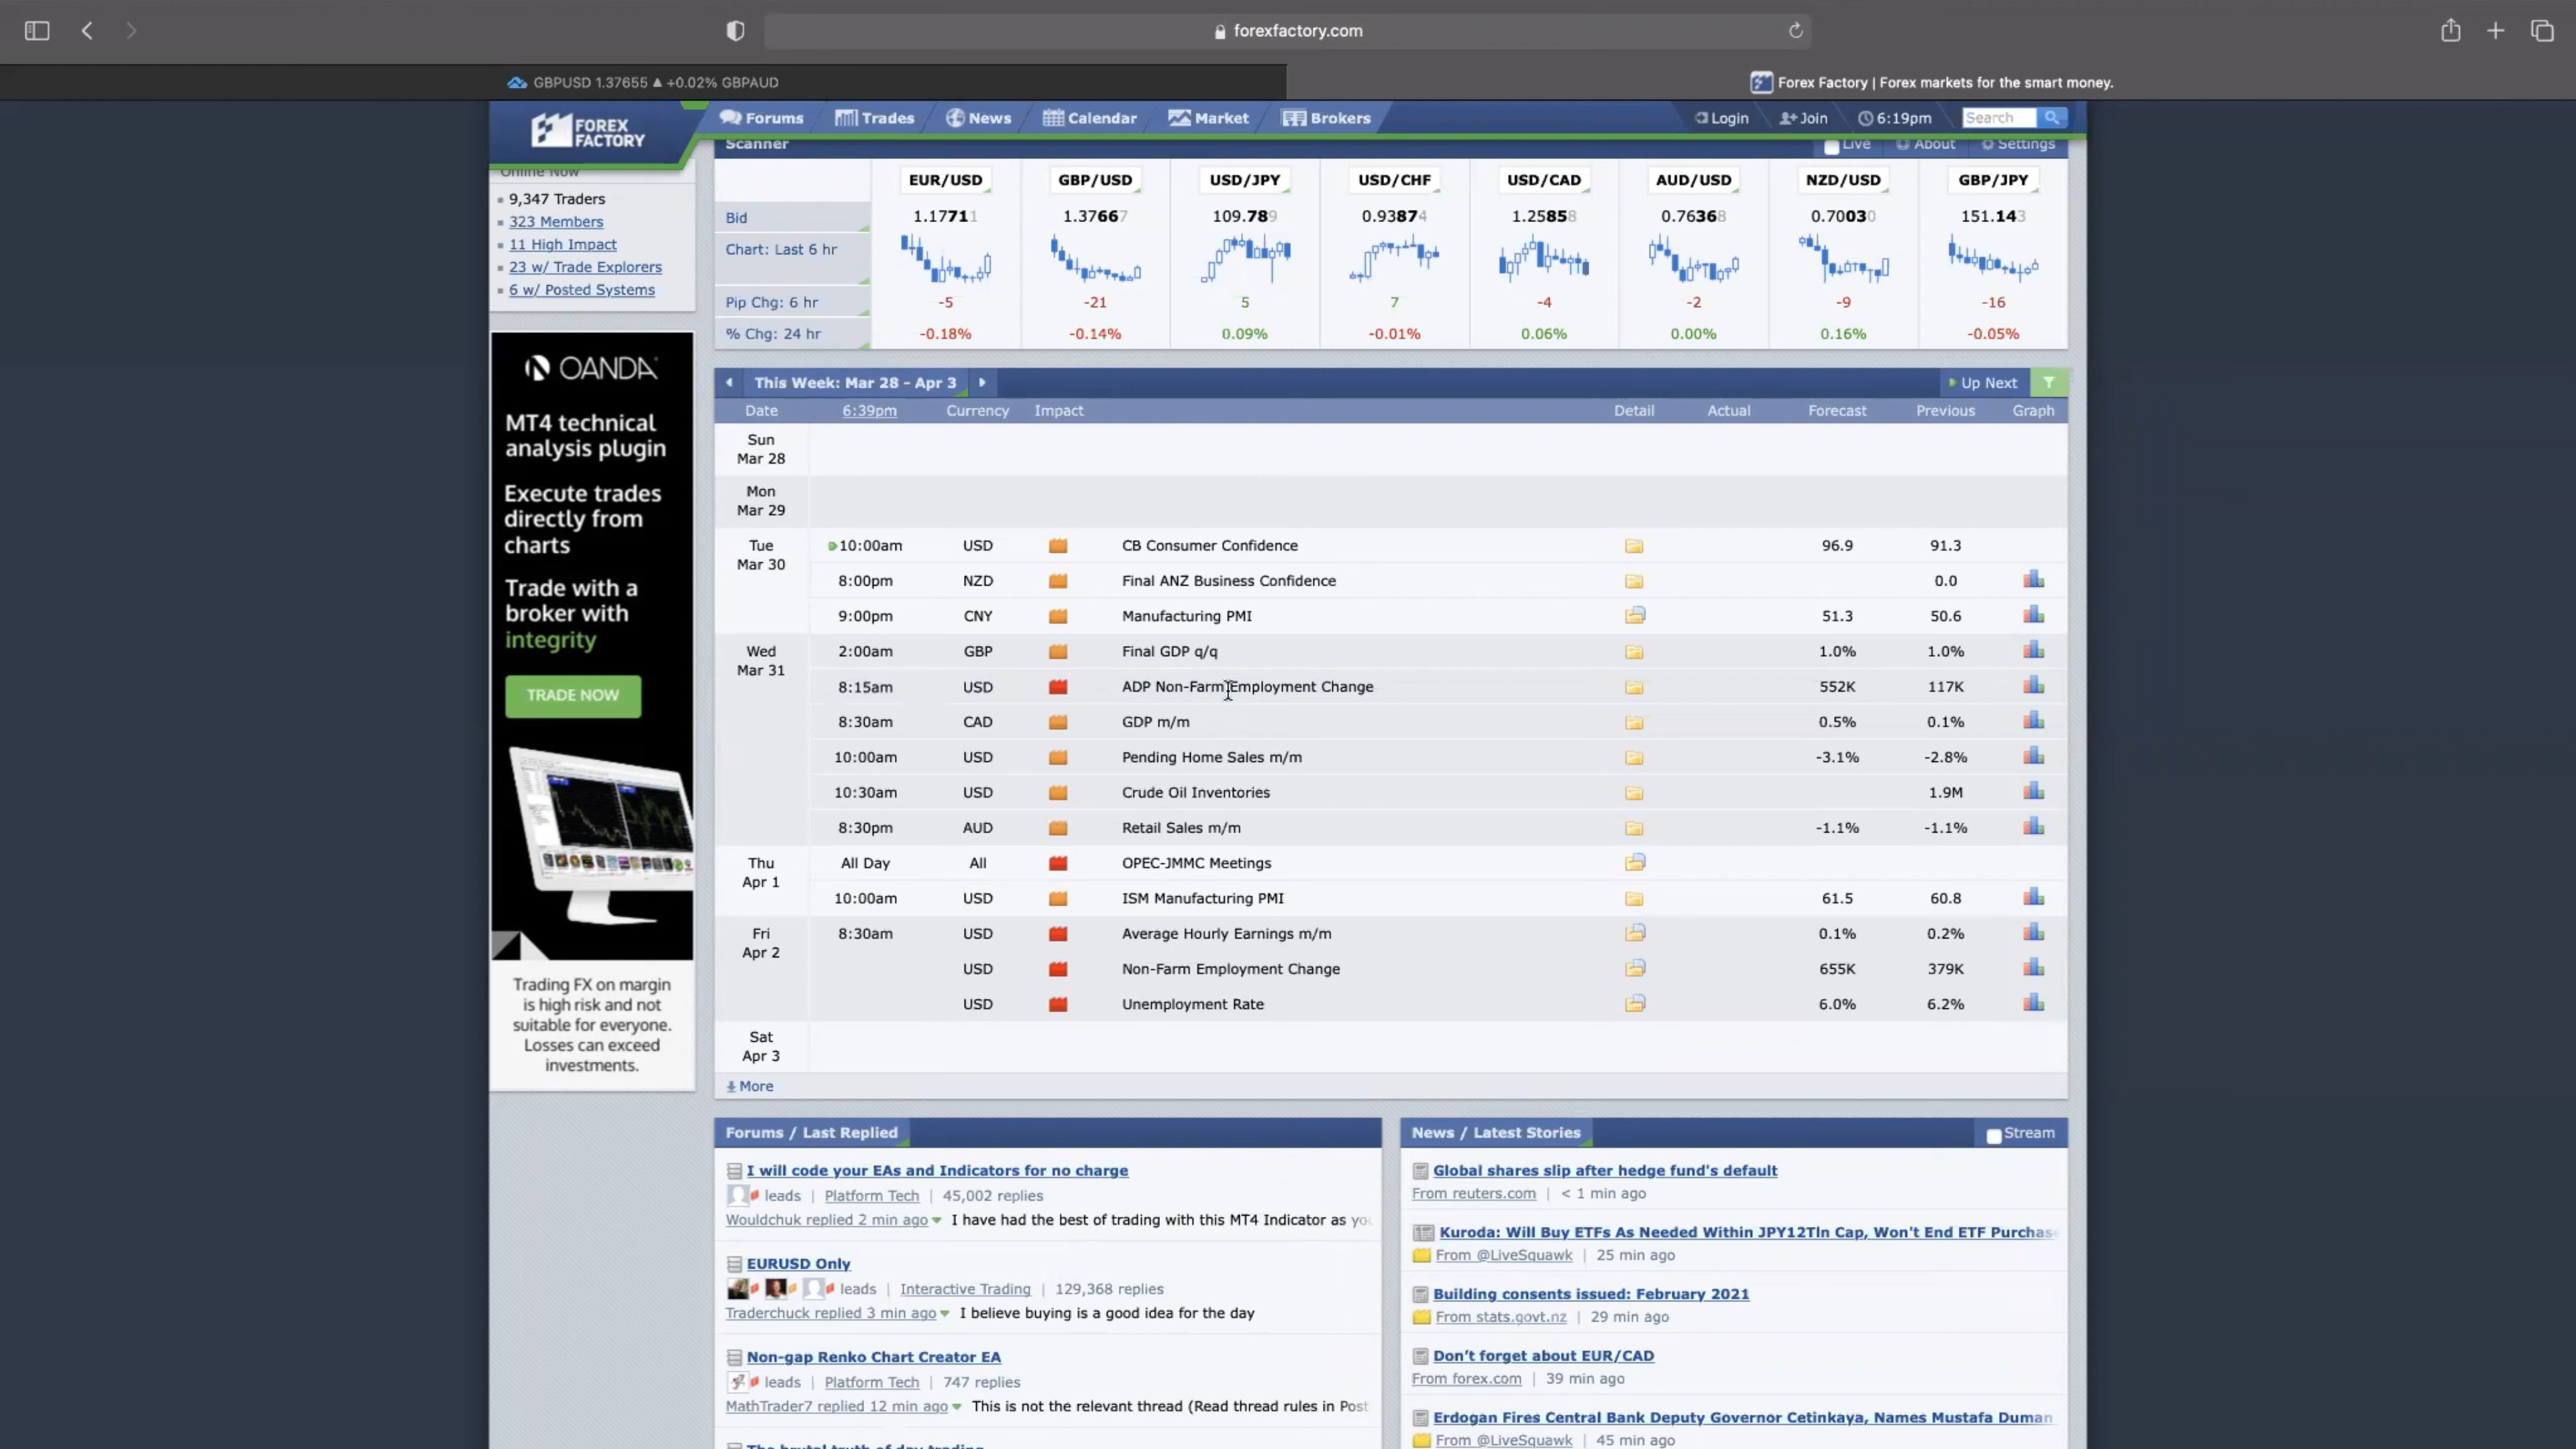 forexfactory.com
GBPUSD 1.37655 ▲ +0.02% GBPAUD
Forex Factory | Forex markets for the smart money.
FOREX FACTORY
Forums Trades News Calendar Market Brokers Login Join 6:19pm Search
Online Now
9,347 Traders
323 Members
11 High Impact
23 w/ Trade Explorers
6 w/ Posted Systems
OANDA
MT4 technical
analysis plugin
Execute trades
directly from
charts
Trade with a
broker with
integrity
TRADE NOW
Trading FX on margin
is high risk and not
suitable for everyone.
Losses can exceed
investments.
Scanner Live About Settings
EUR/USD GBP/USD USD/JPY USD/CHF USD/CAD AUD/USD NZD/USD GBP/JPY
Bid 1.17711 1.37667 109.789 0.93874 1.25858 0.76368 0.70030 151.143
Chart: Last 6 hr
Pip Chg: 6 hr -5 -21 5 7 -4 -2 -9 -16
% Chg: 24 hr -0.18% -0.14% 0.09% -0.01% 0.06% 0.00% 0.16% -0.05%
This Week: Mar 28 - Apr 3 Up Next
Date 6:39pm Currency Impact Detail Actual Forecast Previous Graph
Sun
Mar 28
Mon
Mar 29
Tue
Mar 30
10:00am USD CB Consumer Confidence 96.9 91.3
8:00pm NZD Final ANZ Business Confidence 0.0
9:00pm CNY Manufacturing PMI 51.3 50.6
Wed
Mar 31
2:00am GBP Final GDP q/q 1.0% 1.0%
8:15am USD ADP Non-Farm Employment Change 552K 117K
8:30am CAD GDP m/m 0.5% 0.1%
10:00am USD Pending Home Sales m/m -3.1% -2.8%
10:30am USD Crude Oil Inventories 1.9M
8:30pm AUD Retail Sales m/m -1.1% -1.1%
Thu
Apr 1
All Day All OPEC-JMMC Meetings
10:00am USD ISM Manufacturing PMI 61.5 60.8
Fri
Apr 2
8:30am USD Average Hourly Earnings m/m 0.1% 0.2%
USD Non-Farm Employment Change 655K 379K
USD Unemployment Rate 6.0% 6.2%
Sat
Apr 3
More
Forums / Last Replied
I will code your EAs and Indicators for no charge
leads | Platform Tech | 45,002 replies
Wouldchuk replied 2 min ago I have had the best of trading with this MT4 Indicator as you
EURUSD Only
leads | Interactive Trading | 129,368 replies
Traderchuck replied 3 min ago I believe buying is a good idea for the day
Non-gap Renko Chart Creator EA
leads | Platform Tech | 747 replies
MathTrader7 replied 12 min ago This is not the relevant thread (Read thread rules in Post
The brutal truth of day trading
News / Latest Stories Stream
Global shares slip after hedge fund's default
From reuters.com | < 1 min ago
Kuroda: Will Buy ETFs As Needed Within JPY12Tln Cap, Won't End ETF Purchas
From @LiveSquawk | 25 min ago
Building consents issued: February 2021
From stats.govt.nz | 29 min ago
Don't forget about EUR/CAD
From forex.com | 39 min ago
Erdogan Fires Central Bank Deputy Governor Cetinkaya, Names Mustafa Duman
From @LiveSquawk | 45 min ago